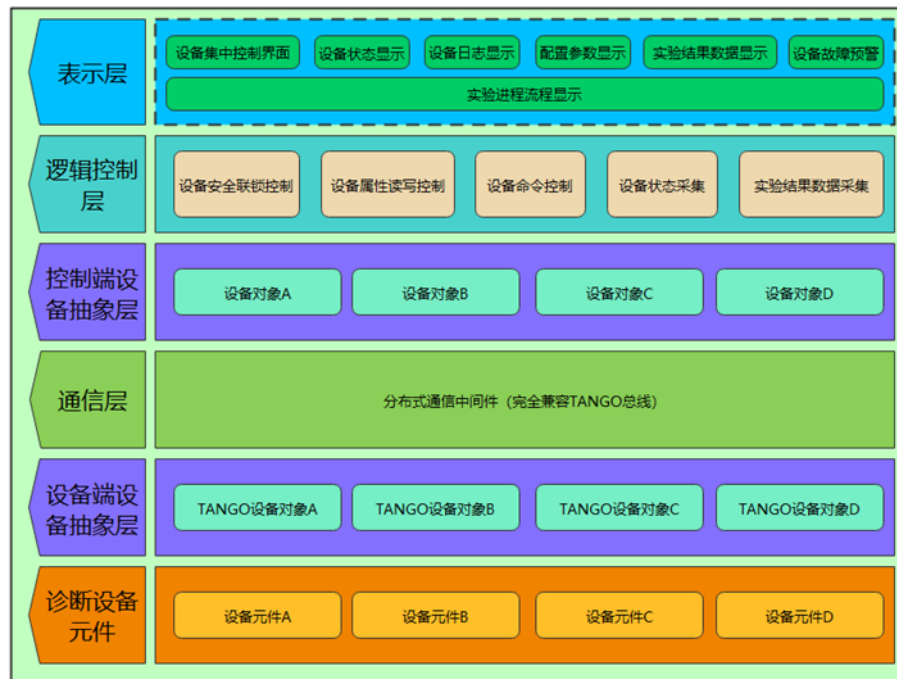 表示层
设备集中控制界面
设备状态显示
设备日志显示
配置参数显示
实验结果数据显示
设备故障预警
实验进程流程显示
逻辑控制
层
设备安全联锁控制
设备属性读写控制
设备命令控制
设备状态采集
实验结果数据采集
控制端设
备抽象层
设备对象A
设备对象B
设备对象C
设备对象D
通信层
分布式通信中间件（完全兼容TANGO总线）
设备端设
备抽象层
TANGO设备对象A
TANGO设备对象B
TANGO设备对象C
TANGO设备对象D
诊断设备
元件
设备元件A
设备元件B
设备元件C
设备元件D